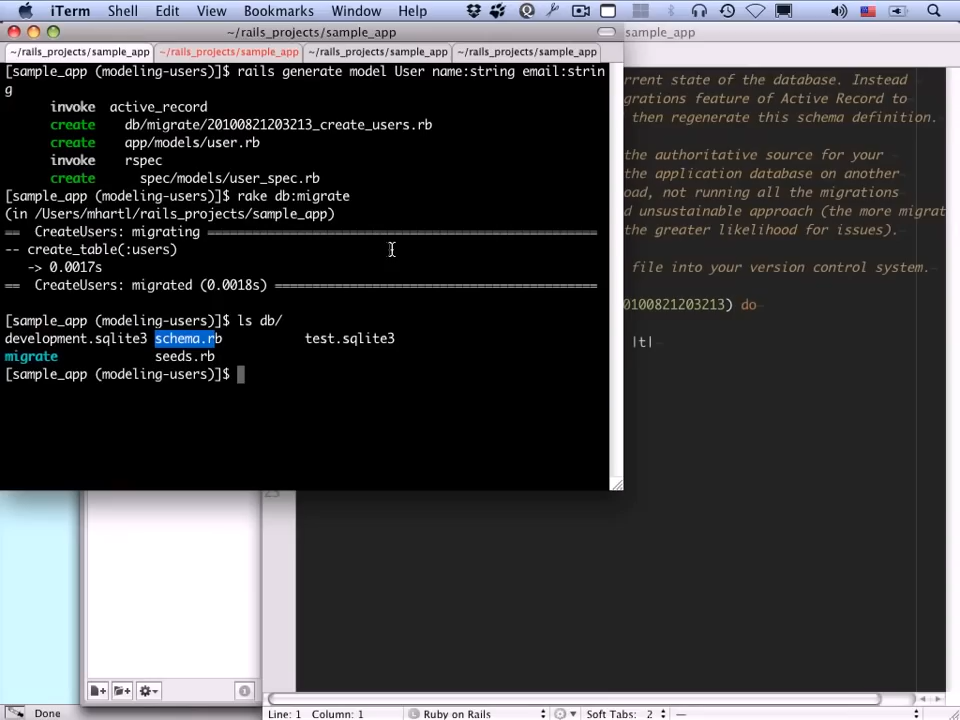 iTerm Shell Edit View Bookmarks Window Help
~/rails_projects/sample_app
sample_app
~/rails_projects/sample_app ~/rails_projects/sample_app ~/rails_projects/sample_app ~/rails_projects/sample_app
[sample_app (modeling-users)]$ rails generate model User name:string email:strin
g
invoke active_record
create db/migrate/20100821203213_create_users.rb
create app/models/user.rb
invoke rspec
create spec/models/user_spec.rb
[sample_app (modeling-users)]$ rake db:migrate
(in /Users/mhartl/rails_projects/sample_app)
== CreateUsers: migrating ====================================================
-- create_table(:users)
-> 0.0017s
== CreateUsers: migrated (0.0018s) ===========================================
[sample_app (modeling-users)]$ ls db/
development.sqlite3 schema.rb test.sqlite3
migrate seeds.rb
[sample_app (modeling-users)]$
rrent state of the database. Instead
grations feature of Active Record to
then regenerate this schema definition.
the authoritative source for your
the application database on another
oad, not running all the migrations
d unsustainable approach (the more migrat
the greater likelihood for issues).
file into your version control system.
0100821203213) do
|t|
Done
Line: 1 Column: 1 Ruby on Rails Soft Tabs: 2 —